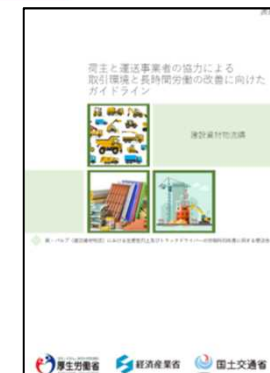 荷主と運送事業者の協力による
取引環境と長時間労働の改善に向けた
ガイドライン
建設資材物流編
厚生労働省
経済産業省
国土交通省